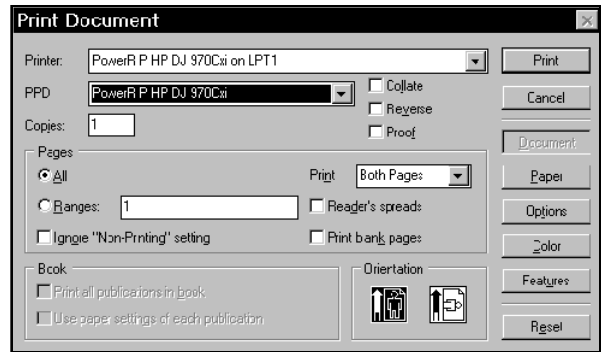 Print Document
Printer: PowerR P HP DJ 970Cxi on LPT1 Print
PPD PowerR P HP DJ 970Cxi Collate Cancel
Reverse
Copies: 1 Proof Document
Pages
All Print Both Pages Paper
Ranges: 1 Reader's spreads Options
Ignore "Non-Printing" setting Print bank pages Color
Book Orientation
Print all publications in book Features
Use paper settings of each publication Reset